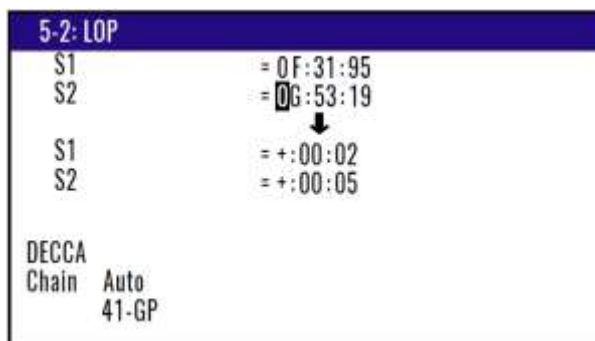 5-2: LOP
S1 = 0F:31:95
S2 = 0G:53:19
S1 = +:00:02
S2 = +:00:05
DECCA
Chain Auto
41-GP